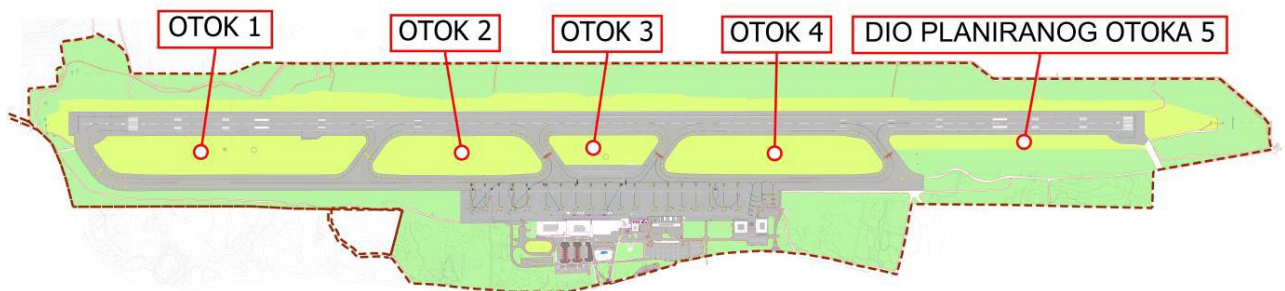 OTOK 1
OTOK 2
OTOK 3
OTOK 4
DIO PLANIRANOG OTOKA 5